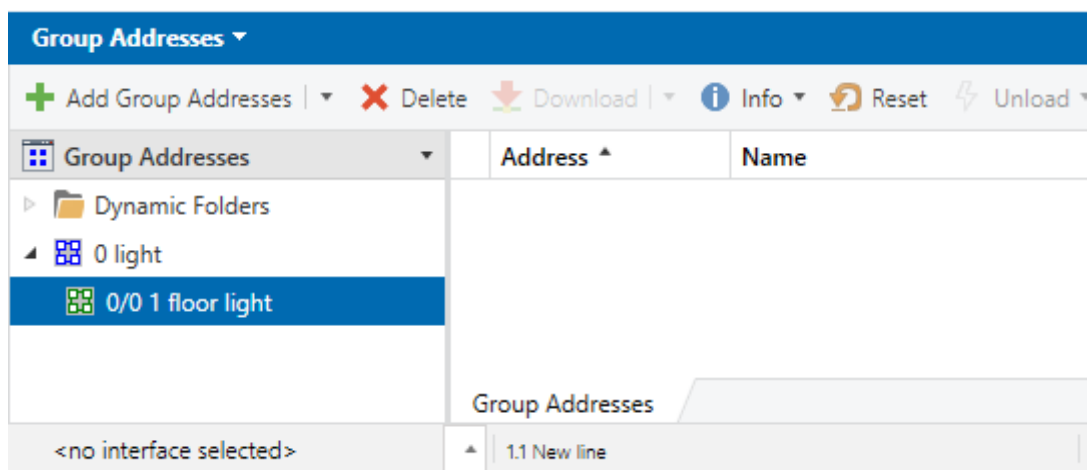 Group Addresses
Add Group Addresses Delete Download Info Reset Unload
Group Addresses Address Name
Dynamic Folders
0 light
0/0 1 floor light
Group Addresses
<no interface selected> 1.1 New line